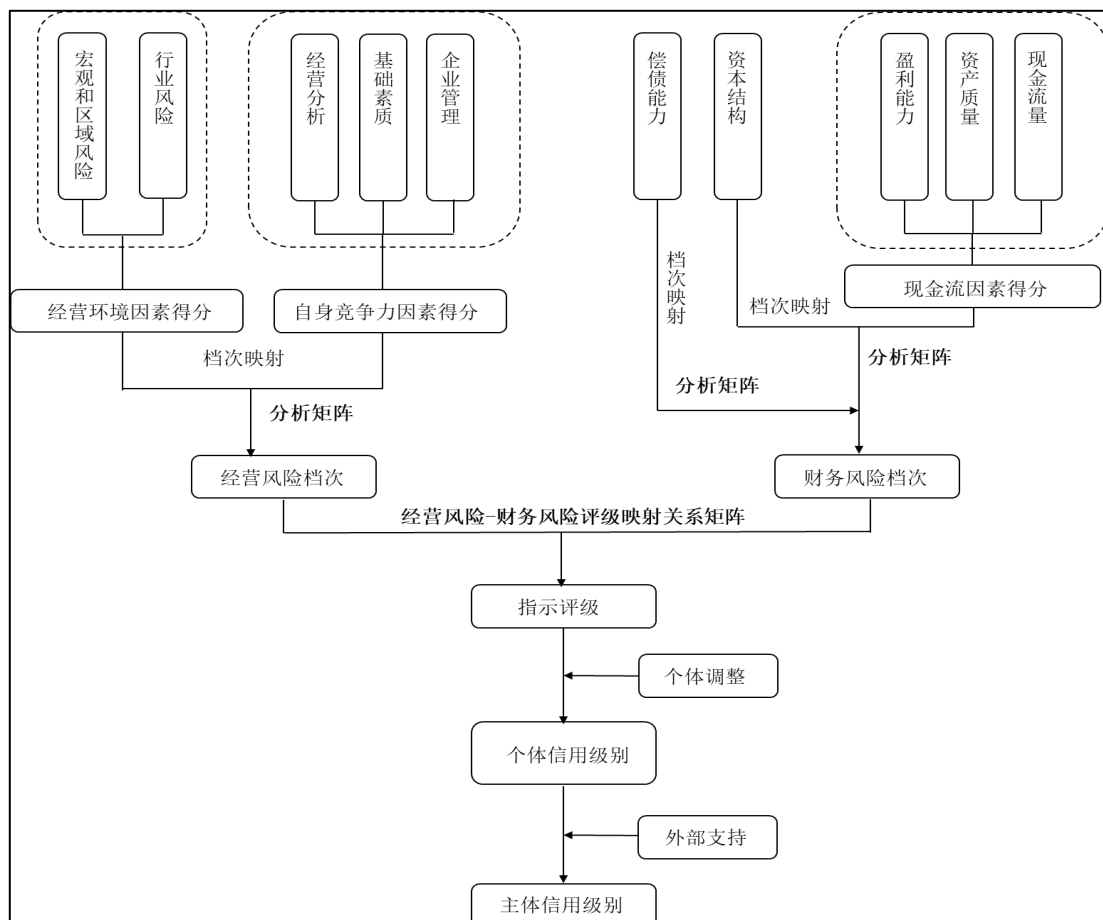 宏观和区域风险
行业风险
经营分析
基础素质
企业管理
偿债能力
资本结构
盈利能力
资产质量
现金流量
档次映射
经营环境因素得分
自身竞争力因素得分
现金流因素得分
档次映射
档次映射
分析矩阵
分析矩阵
分析矩阵
经营风险档次
财务风险档次
经营风险-财务风险评级映射关系矩阵
指示评级
个体调整
个体信用级别
外部支持
主体信用级别